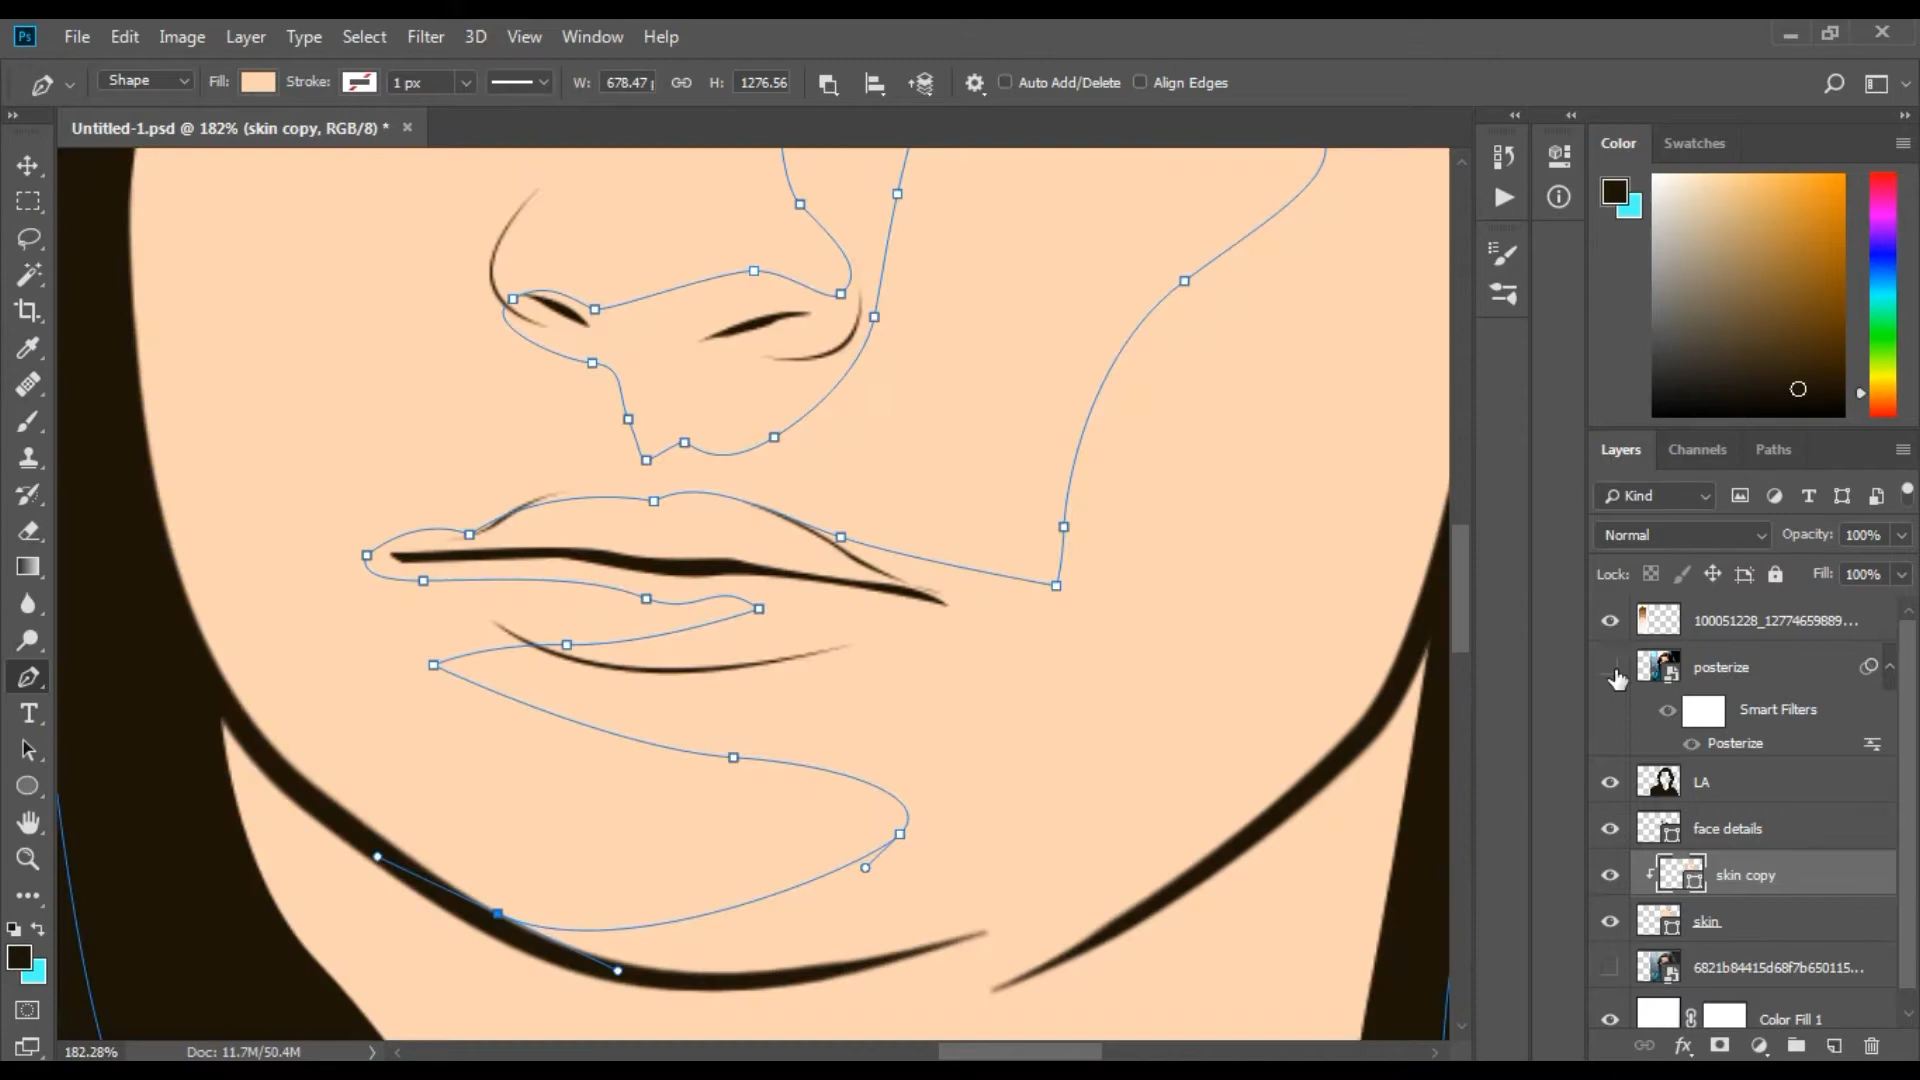 Ps File Edit Image Layer Type Select Filter 3D View Window Help
Shape Fill: Stroke: 1 px W: 678.47 H: 1276.56 Auto Add/Delete Align Edges
Untitled-1.psd @ 182% (skin copy, RGB/8) *
Color Swatches
Layers Channels Paths
Kind
Normal Opacity: 100%
Lock: Fill: 100%
100051228_12774659889...
posterize
Smart Filters
Posterize
LA
face details
skin copy
skin
6821b84415d68f7b650115...
Color Fill 1
fx
182.28% Doc: 11.7M/50.4M